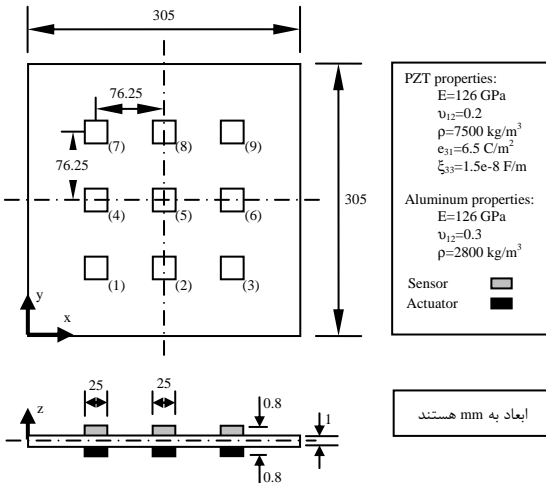 305
76.25
(7)
(8)
(9)
76.25
(4)
(5)
(6)
305
(1)
(2)
(3)
y
x
25
25
z
0.8
1
0.8
PZT properties:
E=126 GPa
υ12=0.2
ρ=7500 kg/m³
e31=6.5 C/m²
ξ33=1.5e-8 F/m
Aluminum properties:
E=126 GPa
υ12=0.3
ρ=2800 kg/m³
Sensor
Actuator
ابعاد به mm هستند